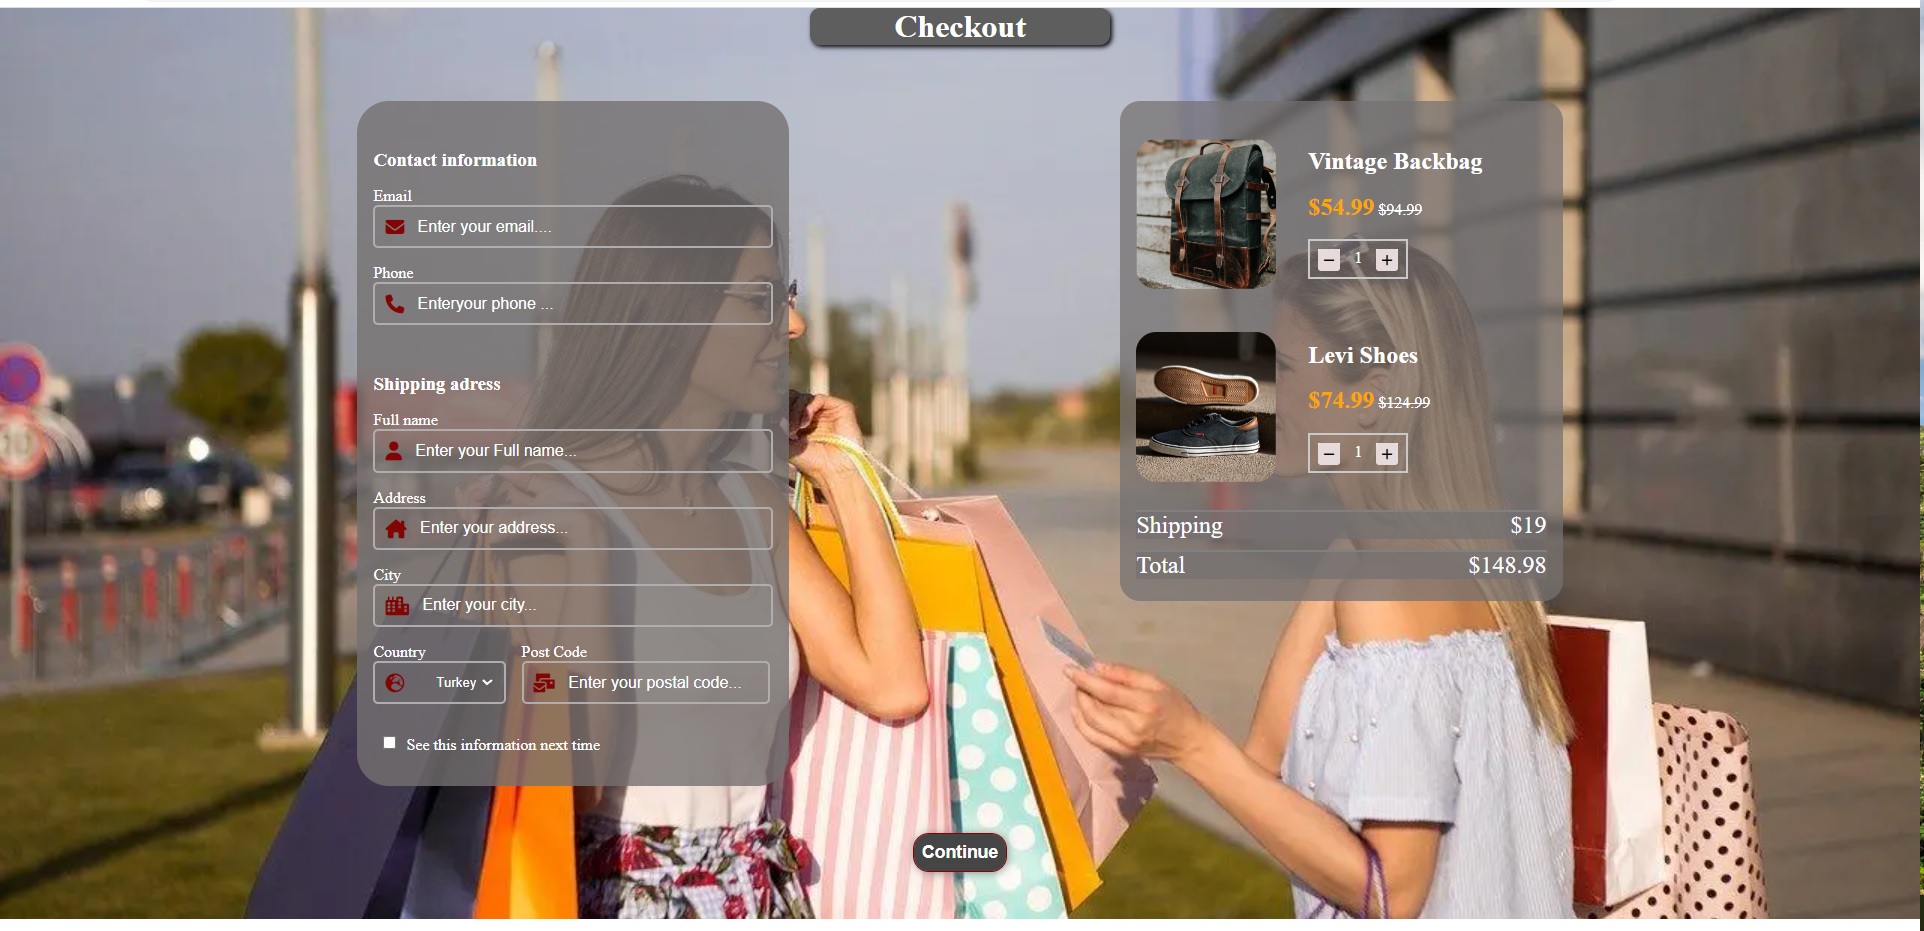 Checkout
Contact information
Email
Enter your email....
Phone
Enteryour phone ...
Shipping adress
Full name
Enter your Full name...
Address
Enter your address...
City
Enter your city...
Country Post Code
Turkey Enter your postal code...
See this information next time
Vintage Backbag
$54.99 $94.99
− 1 +
Levi Shoes
$74.99 $124.99
− 1 +
Shipping $19
Total $148.98
Continue
10